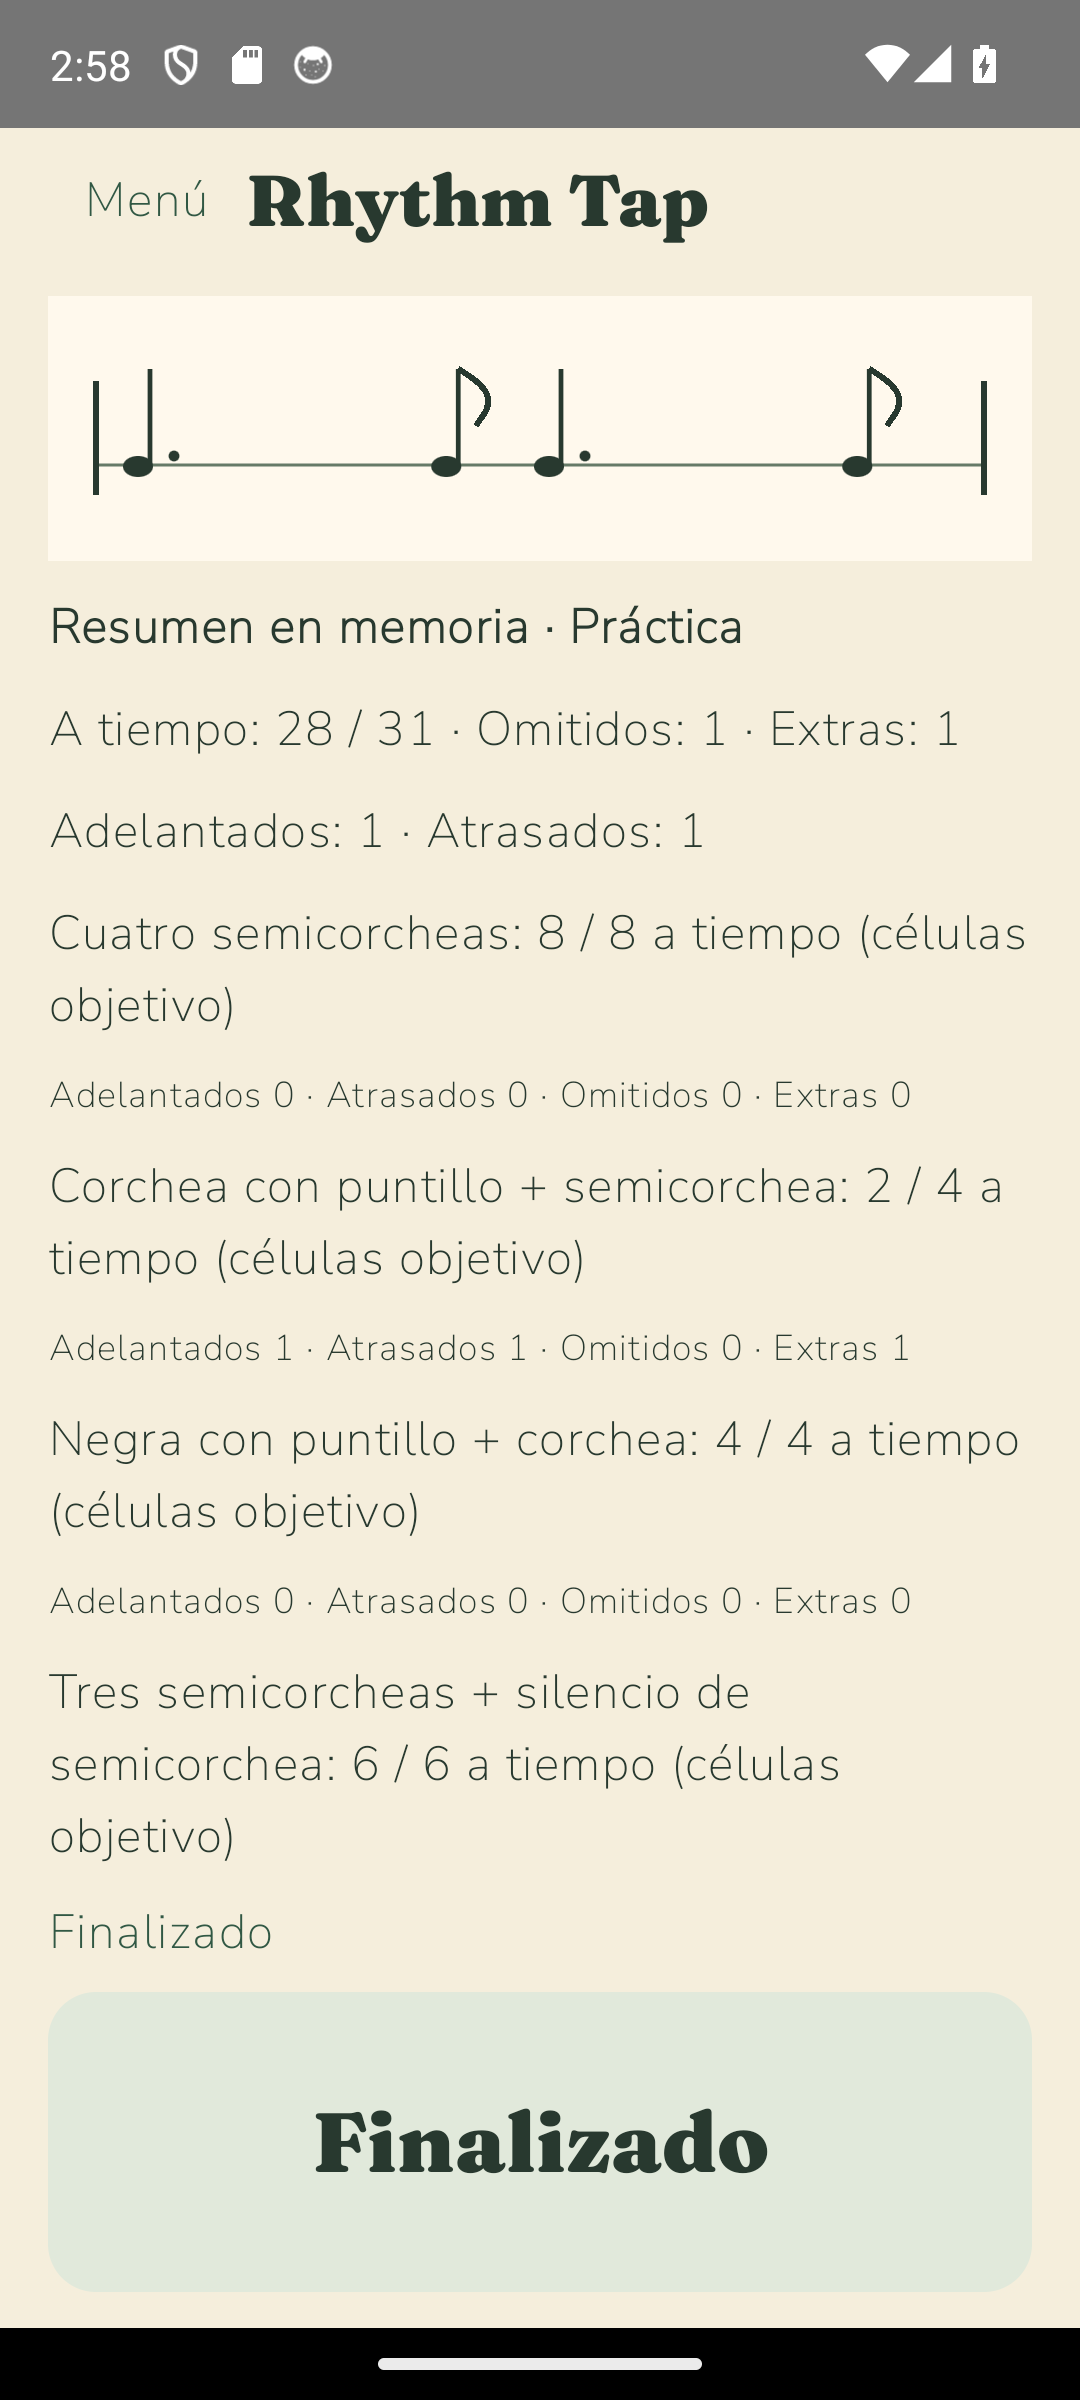 2:58
Menú Rhythm Tap
Resumen en memoria · Práctica
A tiempo: 28 / 31 · Omitidos: 1 · Extras: 1
Adelantados: 1 · Atrasados: 1
Cuatro semicorcheas: 8 / 8 a tiempo (células
objetivo)
Adelantados 0 · Atrasados 0 · Omitidos 0 · Extras 0
Corchea con puntillo + semicorchea: 2 / 4 a
tiempo (células objetivo)
Adelantados 1 · Atrasados 1 · Omitidos 0 · Extras 1
Negra con puntillo + corchea: 4 / 4 a tiempo
(células objetivo)
Adelantados 0 · Atrasados 0 · Omitidos 0 · Extras 0
Tres semicorcheas + silencio de
semicorchea: 6 / 6 a tiempo (células
objetivo)
Finalizado
Finalizado